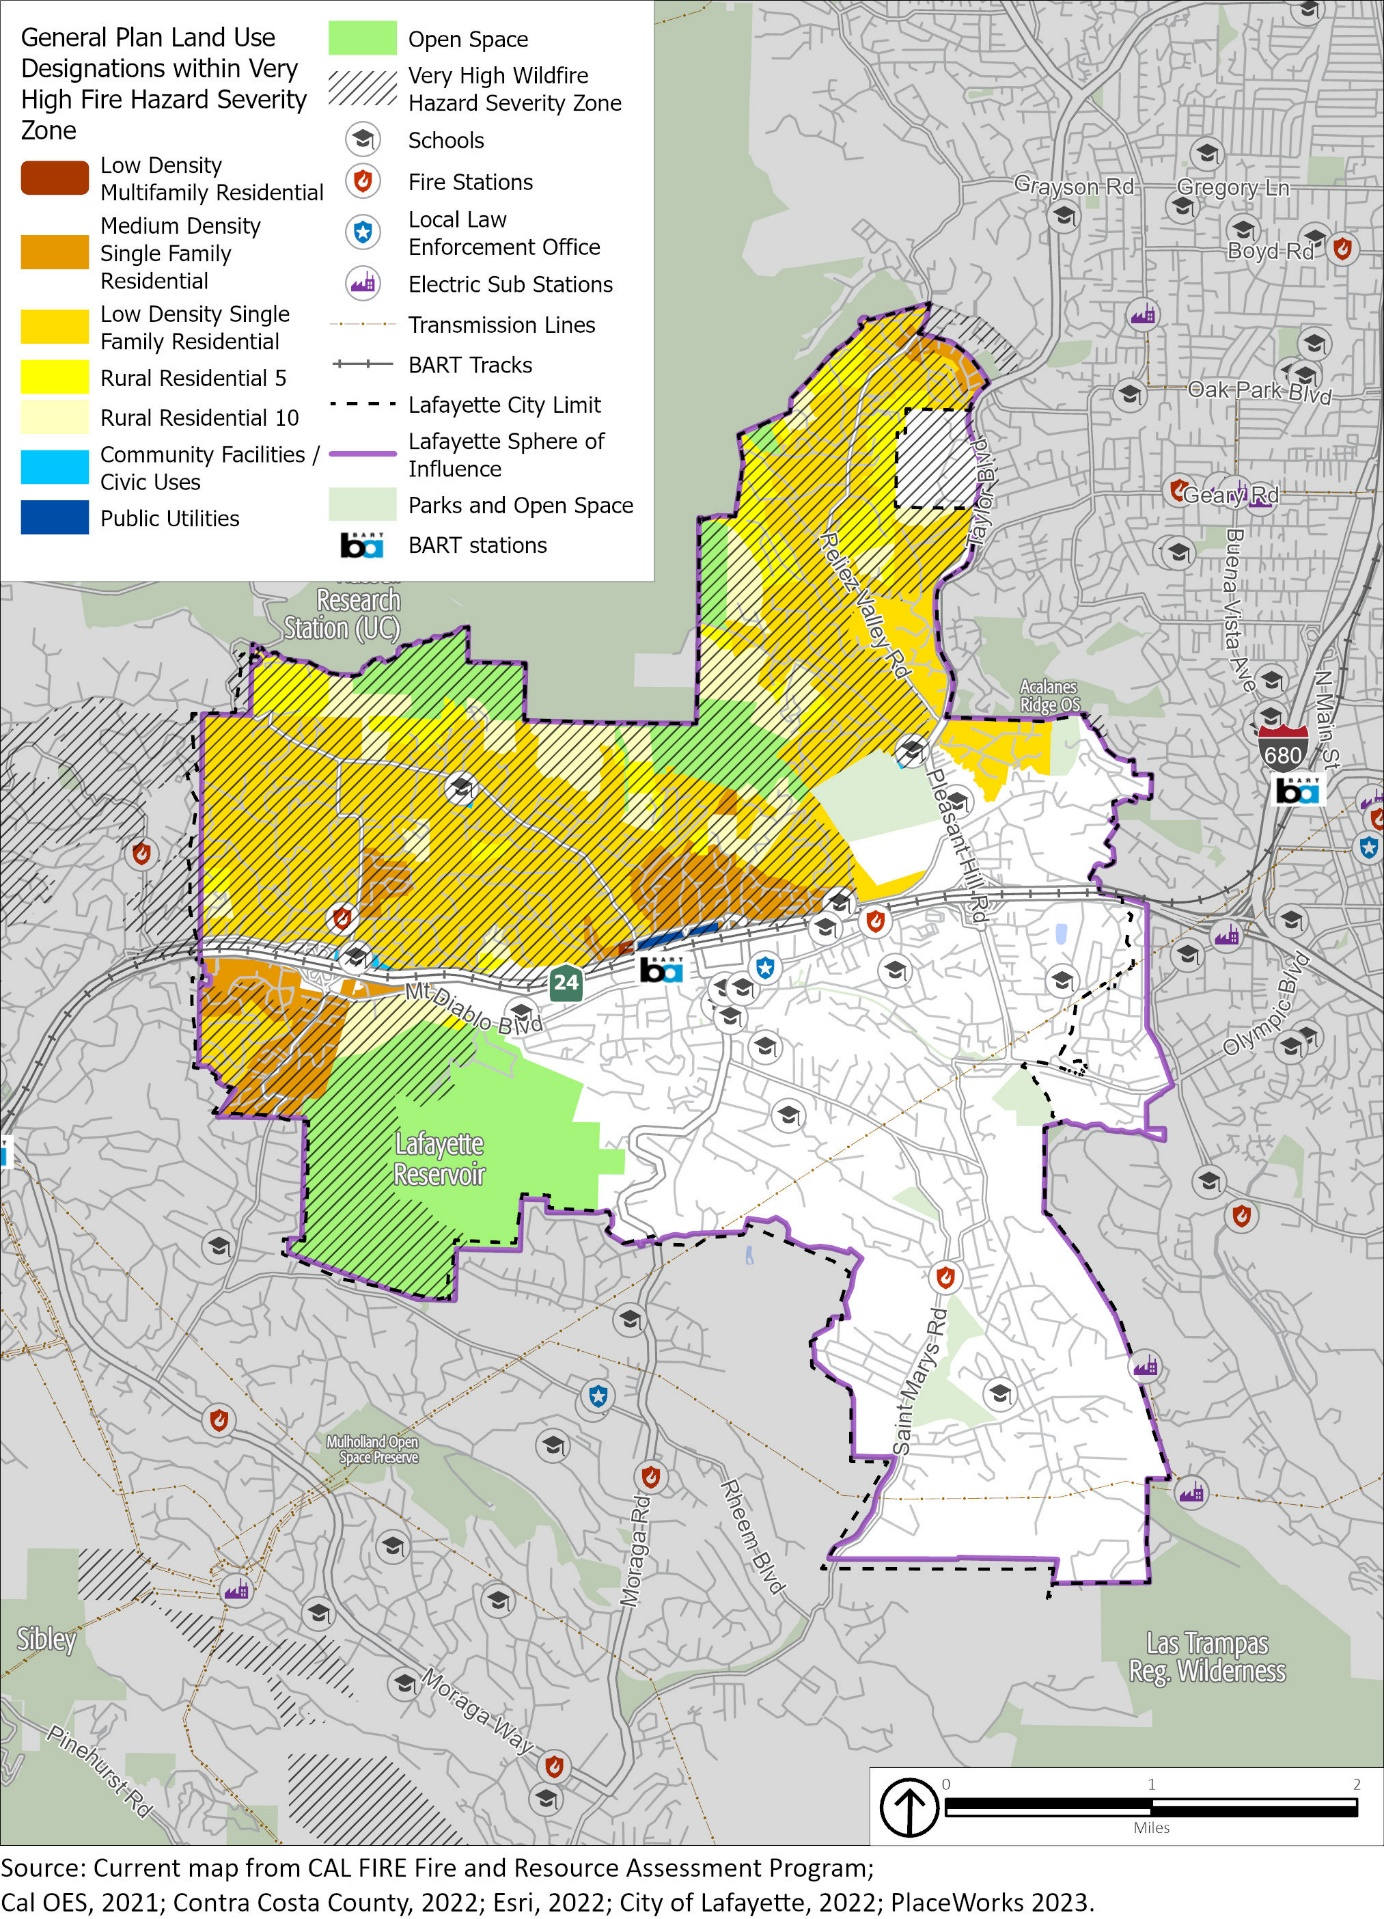 General Plan Land Use
Designations within Very
High Fire Hazard Severity
Zone
Low Density
Multifamily Residential
Medium Density
Single Family
Residential
Low Density Single
Family Residential
Rural Residential 5
Rural Residential 10
Community Facilities /
Civic Uses
Public Utilities
Open Space
Very High Wildfire
Hazard Severity Zone
Schools
Fire Stations
Local Law
Enforcement Office
Electric Sub Stations
Transmission Lines
BART Tracks
Lafayette City Limit
Lafayette Sphere of
Influence
Parks and Open Space
BART
ba
BART stations
Grayson Rd
Gregory Ln
Boyd Rd
Oak Park Blvd
Geary Rd
Taylor Blvd
Buena Vista Ave
Reliez Valley Rd
Research
Station (UC)
Acalanes
Ridge OS
N Main St
680
BART
ba
Pleasant Hill Rd
BART
ba
24
Mt Diablo Blvd
Olympic Blvd
Lafayette
Reservoir
Saint Marys Rd
Mulholland Open
Space Preserve
Moraga Rd
Rheem Blvd
Sibley
Las Trampas
Reg. Wilderness
Moraga Way
Pinehurst Rd
0 1 2
Miles
Source: Current map from CAL FIRE Fire and Resource Assessment Program;
Cal OES, 2021; Contra Costa County, 2022; Esri, 2022; City of Lafayette, 2022; PlaceWorks 2023.